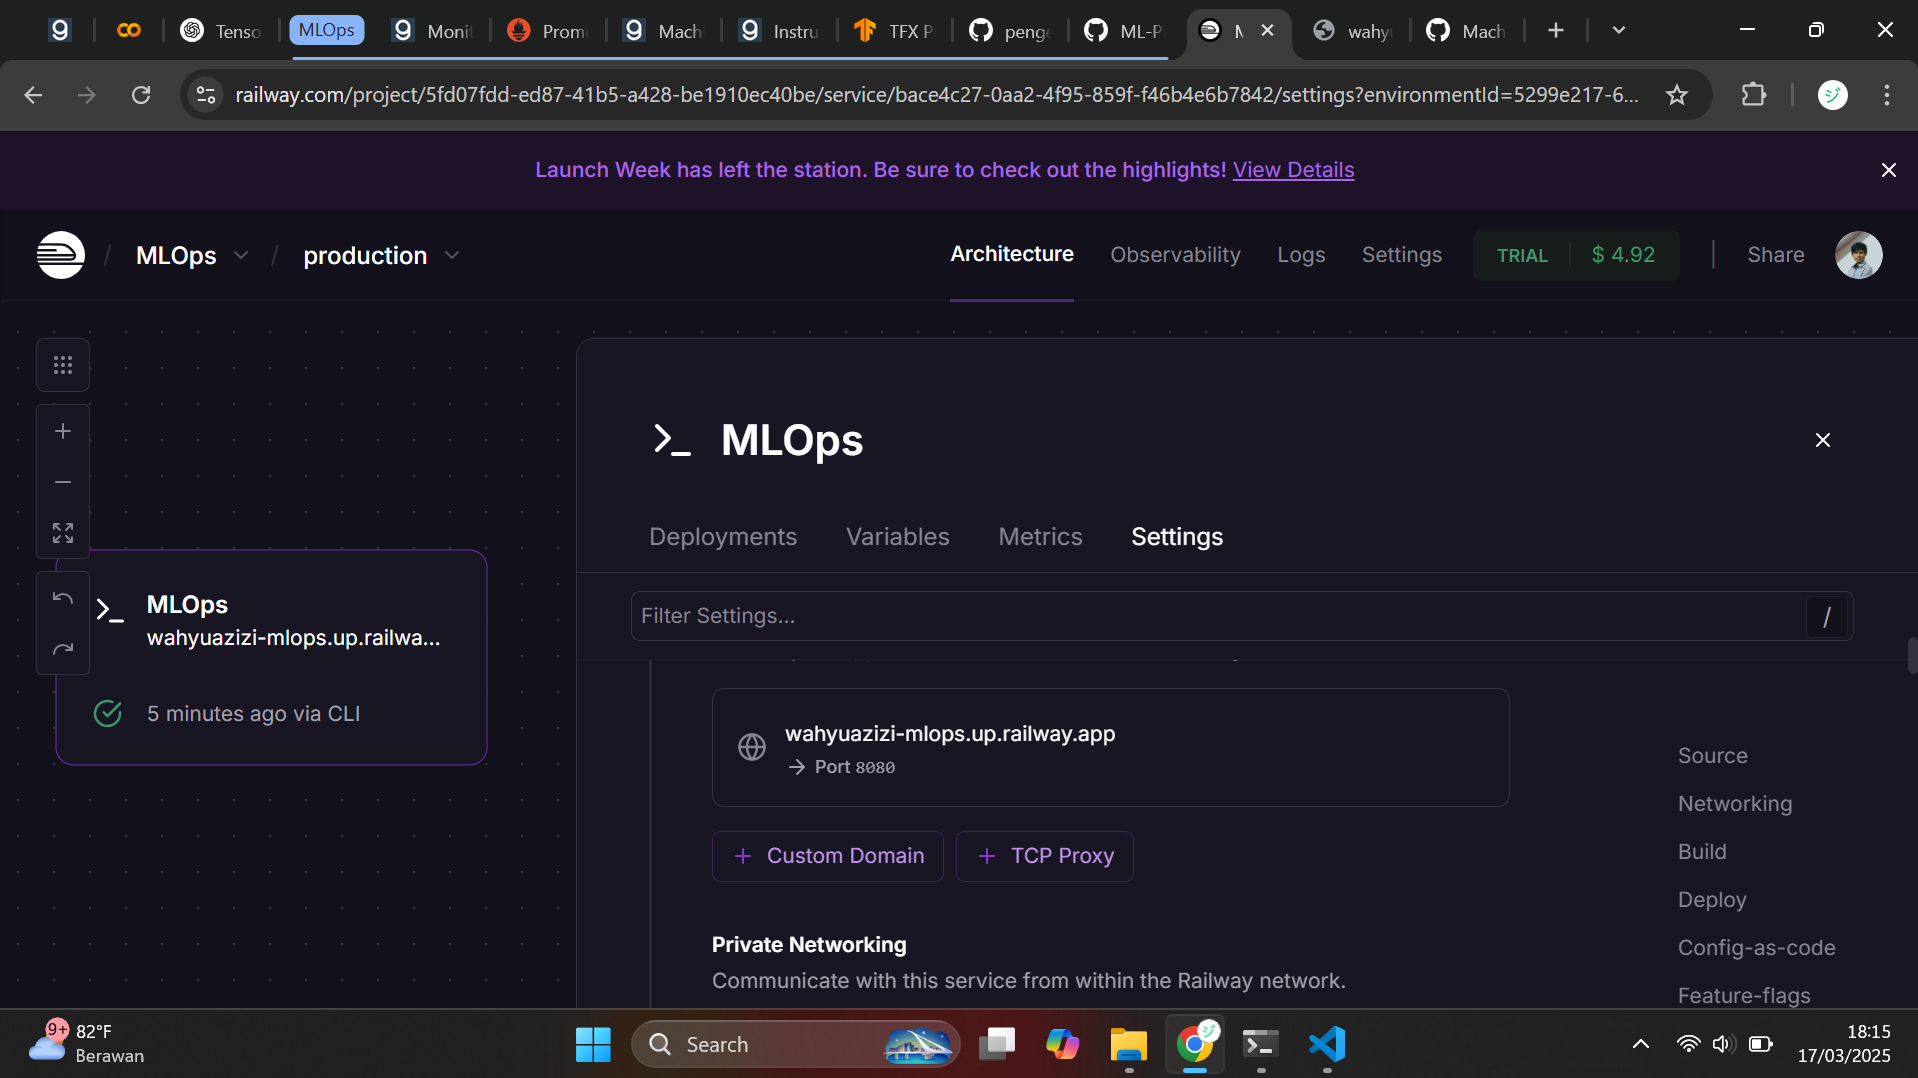 Tenso
MLOps
Monit
Prom
Machi
Instru
TFX P
penge
ML-P
wahyu
Mach
railway.com/project/5fd07fdd-ed87-41b5-a428-be1910ec40be/service/bace4c27-0aa2-4f95-859f-f46b4e6b7842/settings?environmentId=5299e217-6...
Launch Week has left the station. Be sure to check out the highlights! View Details
/ MLOps / production
Architecture Observability Logs Settings TRIAL $ 4.92 Share
MLOps
Deployments Variables Metrics Settings
Filter Settings... /
MLOps
wahyuazizi-mlops.up.railwa...
5 minutes ago via CLI
wahyuazizi-mlops.up.railway.app
→ Port 8080
+ Custom Domain + TCP Proxy
Private Networking
Communicate with this service from within the Railway network.
Source
Networking
Build
Deploy
Config-as-code
Feature-flags
9+
82°F
Berawan
Search
18:15
17/03/2025